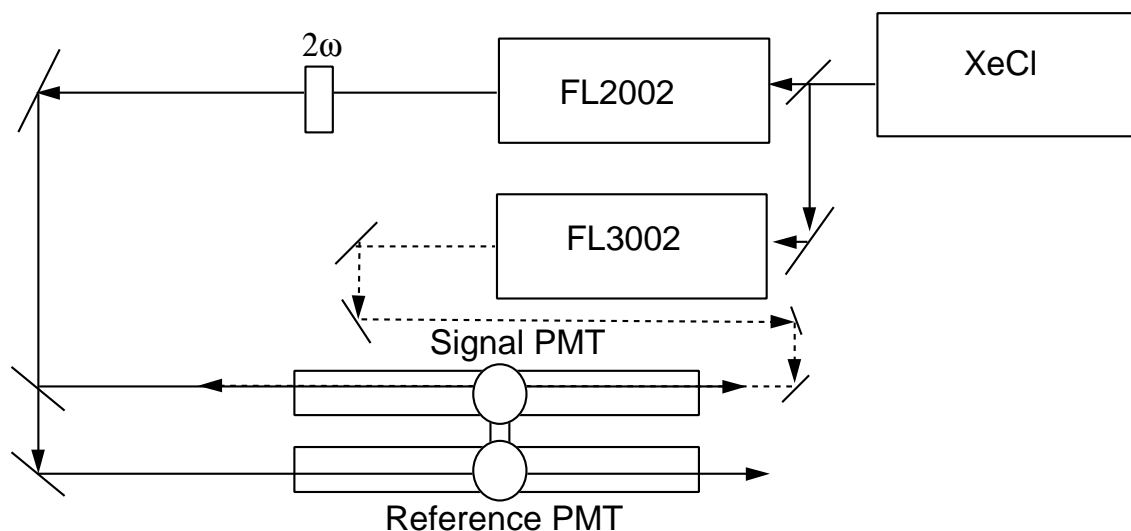 2ω
XeCl
FL2002
FL3002
Signal PMT
Reference PMT